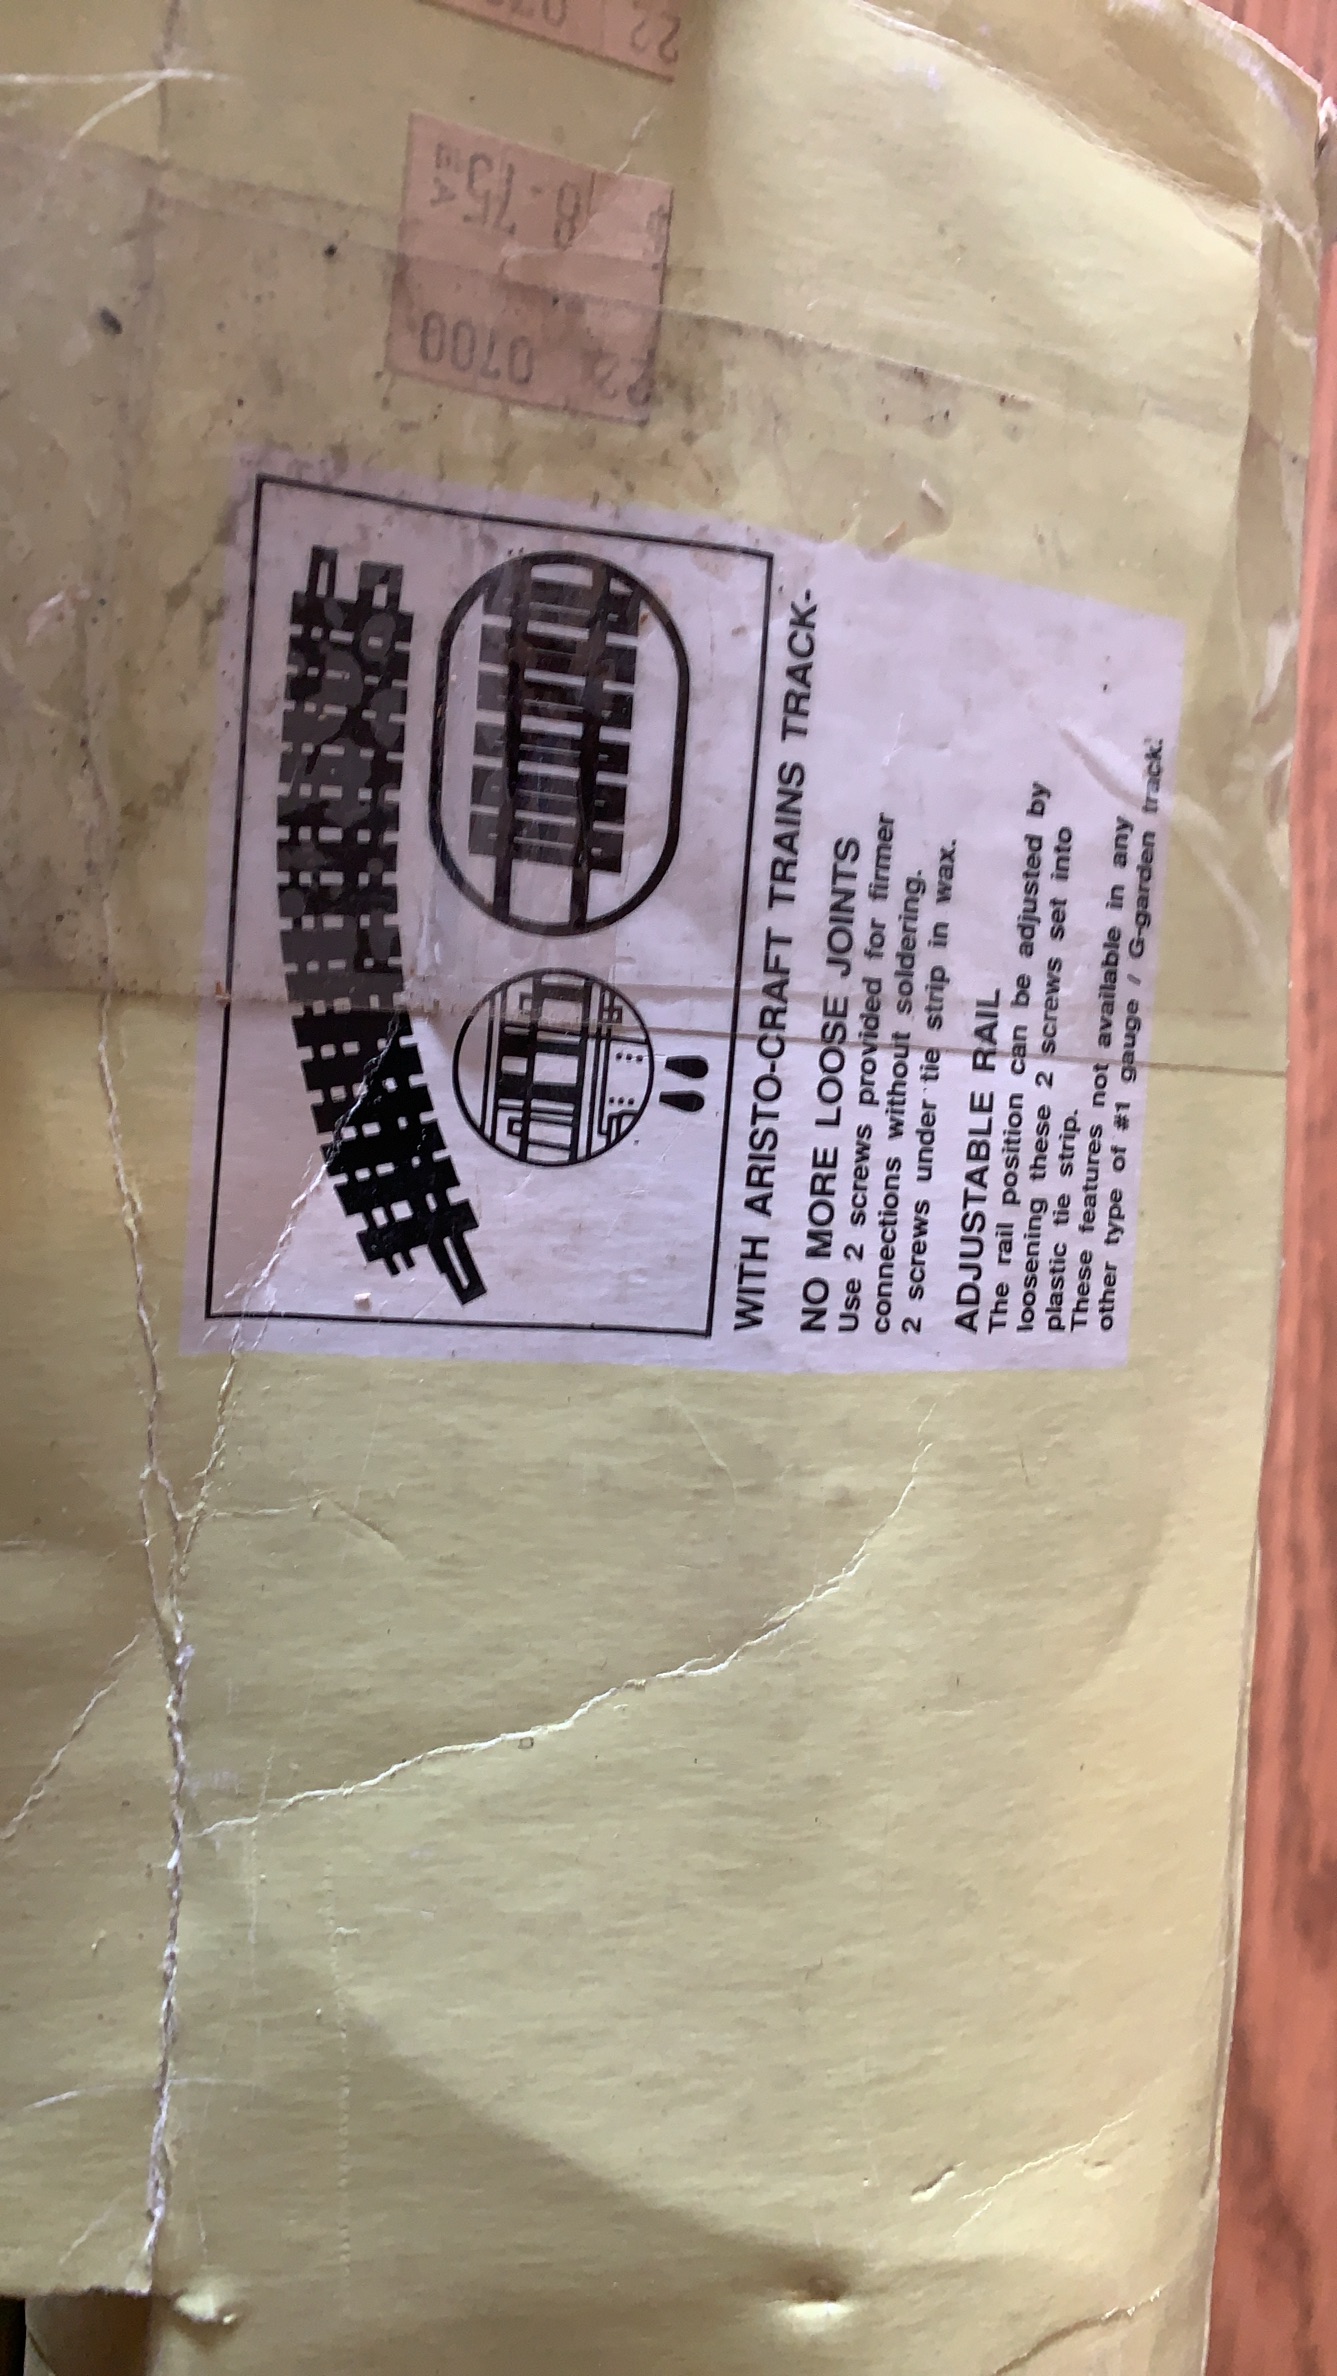 WITH ARISTO-CRAFT TRAINS TRACK-
NO MORE LOOSE JOINTS
Use 2 screws provided for firmer
connections without soldering.
2 screws under tie strip in wax.
ADJUSTABLE RAIL
The rail position can be adjusted by
loosening these 2 screws set into
plastic tie strip.
These features not available in any
other type of #1 gauge / G-garden track.
22
0700
22